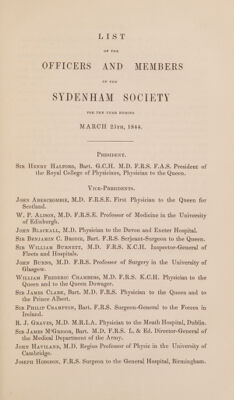 LIST
OF THE
OFFICERS AND MEMBERS
OF THE
SYDENHAM SOCIETY
FOR THE YEAR ENDING
MARCH 25TH, 1844.
PRESIDENT.
SIR HENRY HALFORD, Bart. G.C.H. M.D. F.R.S. F.A.S. President of
the Royal College of Physicians, Physician to the Queen.
VICE-PRESIDENTS.
JOHN ABERCROMBIE, M.D. F.R.S.E. First Physician to the Queen for
Scotland.
W. P. ALISON, M.D. F.R.S.E. Professor of Medicine in the University
of Edinburgh.
JOHN BLACKALL, M.D. Physician to the Devon and Exeter Hospital.
SIR BENJAMIN C. BRODIE, Bart. F.R.S. Serjeant-Surgeon to the Queen.
SIR WILLIAM BURNETT, M.D. F.R.S. K.C.H. Inspector-General of
Fleets and Hospitals.
JOHN BURNS, M.D. F.R.S. Professor of Surgery in the University of
Glasgow.
WILLIAM FREDERIC CHAMBERS, M.D. F.R.S. K.C.H. Physician to the
Queen and to the Queen Dowager.
SIR JAMES CLARK, Bart. M.D. F.R.S. Physician to the Queen and to
the Prince Albert.
SIR PHILIP CRAMPTON, Bart. F.R.S. Surgeon-General to the Forces in
Ireland.
R. J. GRAVES, M.D. M.R.I.A. Physician to the Meath Hospital, Dublin.
SIR JAMES M'GRIGOR, Bart. M.D. F.R.S. L. & Ed. Director-General of
the Medical Department of the Army.
JOHN HAVILAND, M.D. Regius Professor of Physic in the University of
Cambridge.
JOSEPH HODGSON, F.R.S. Surgeon to the General Hospital, Birmingham.